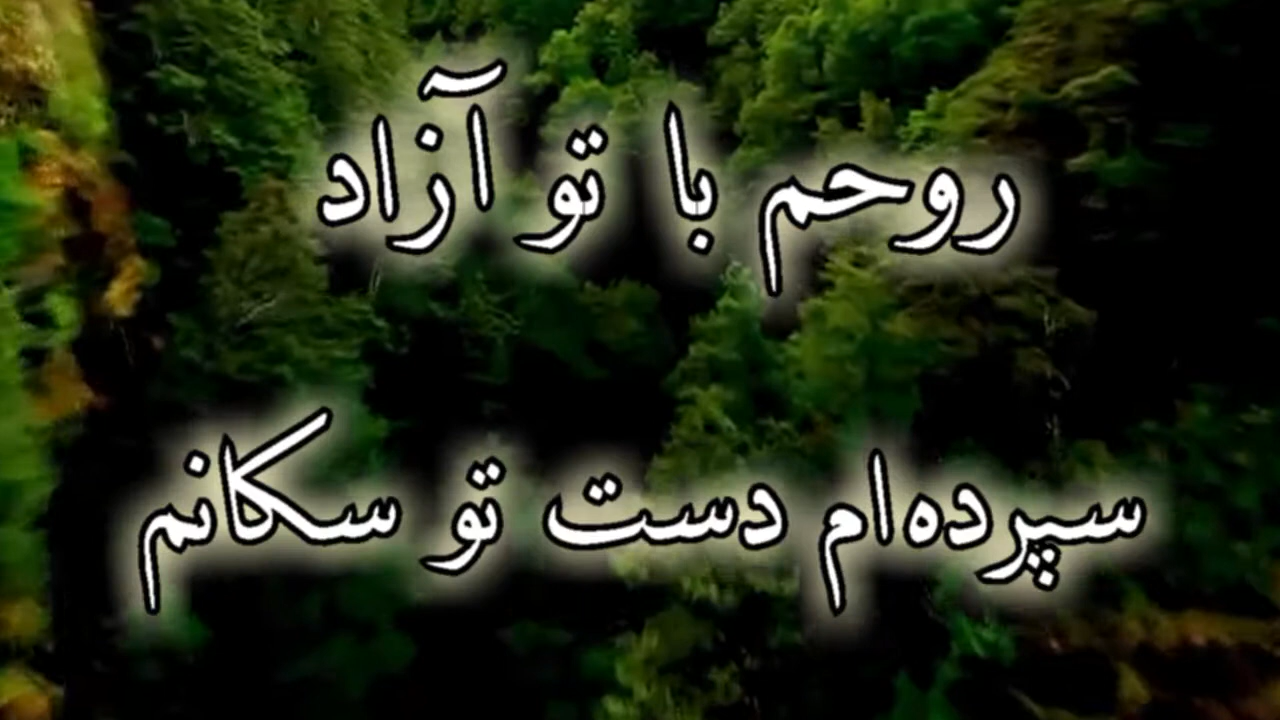 روحم با تو آزاد
سپرده‌ام دست تو سکانم